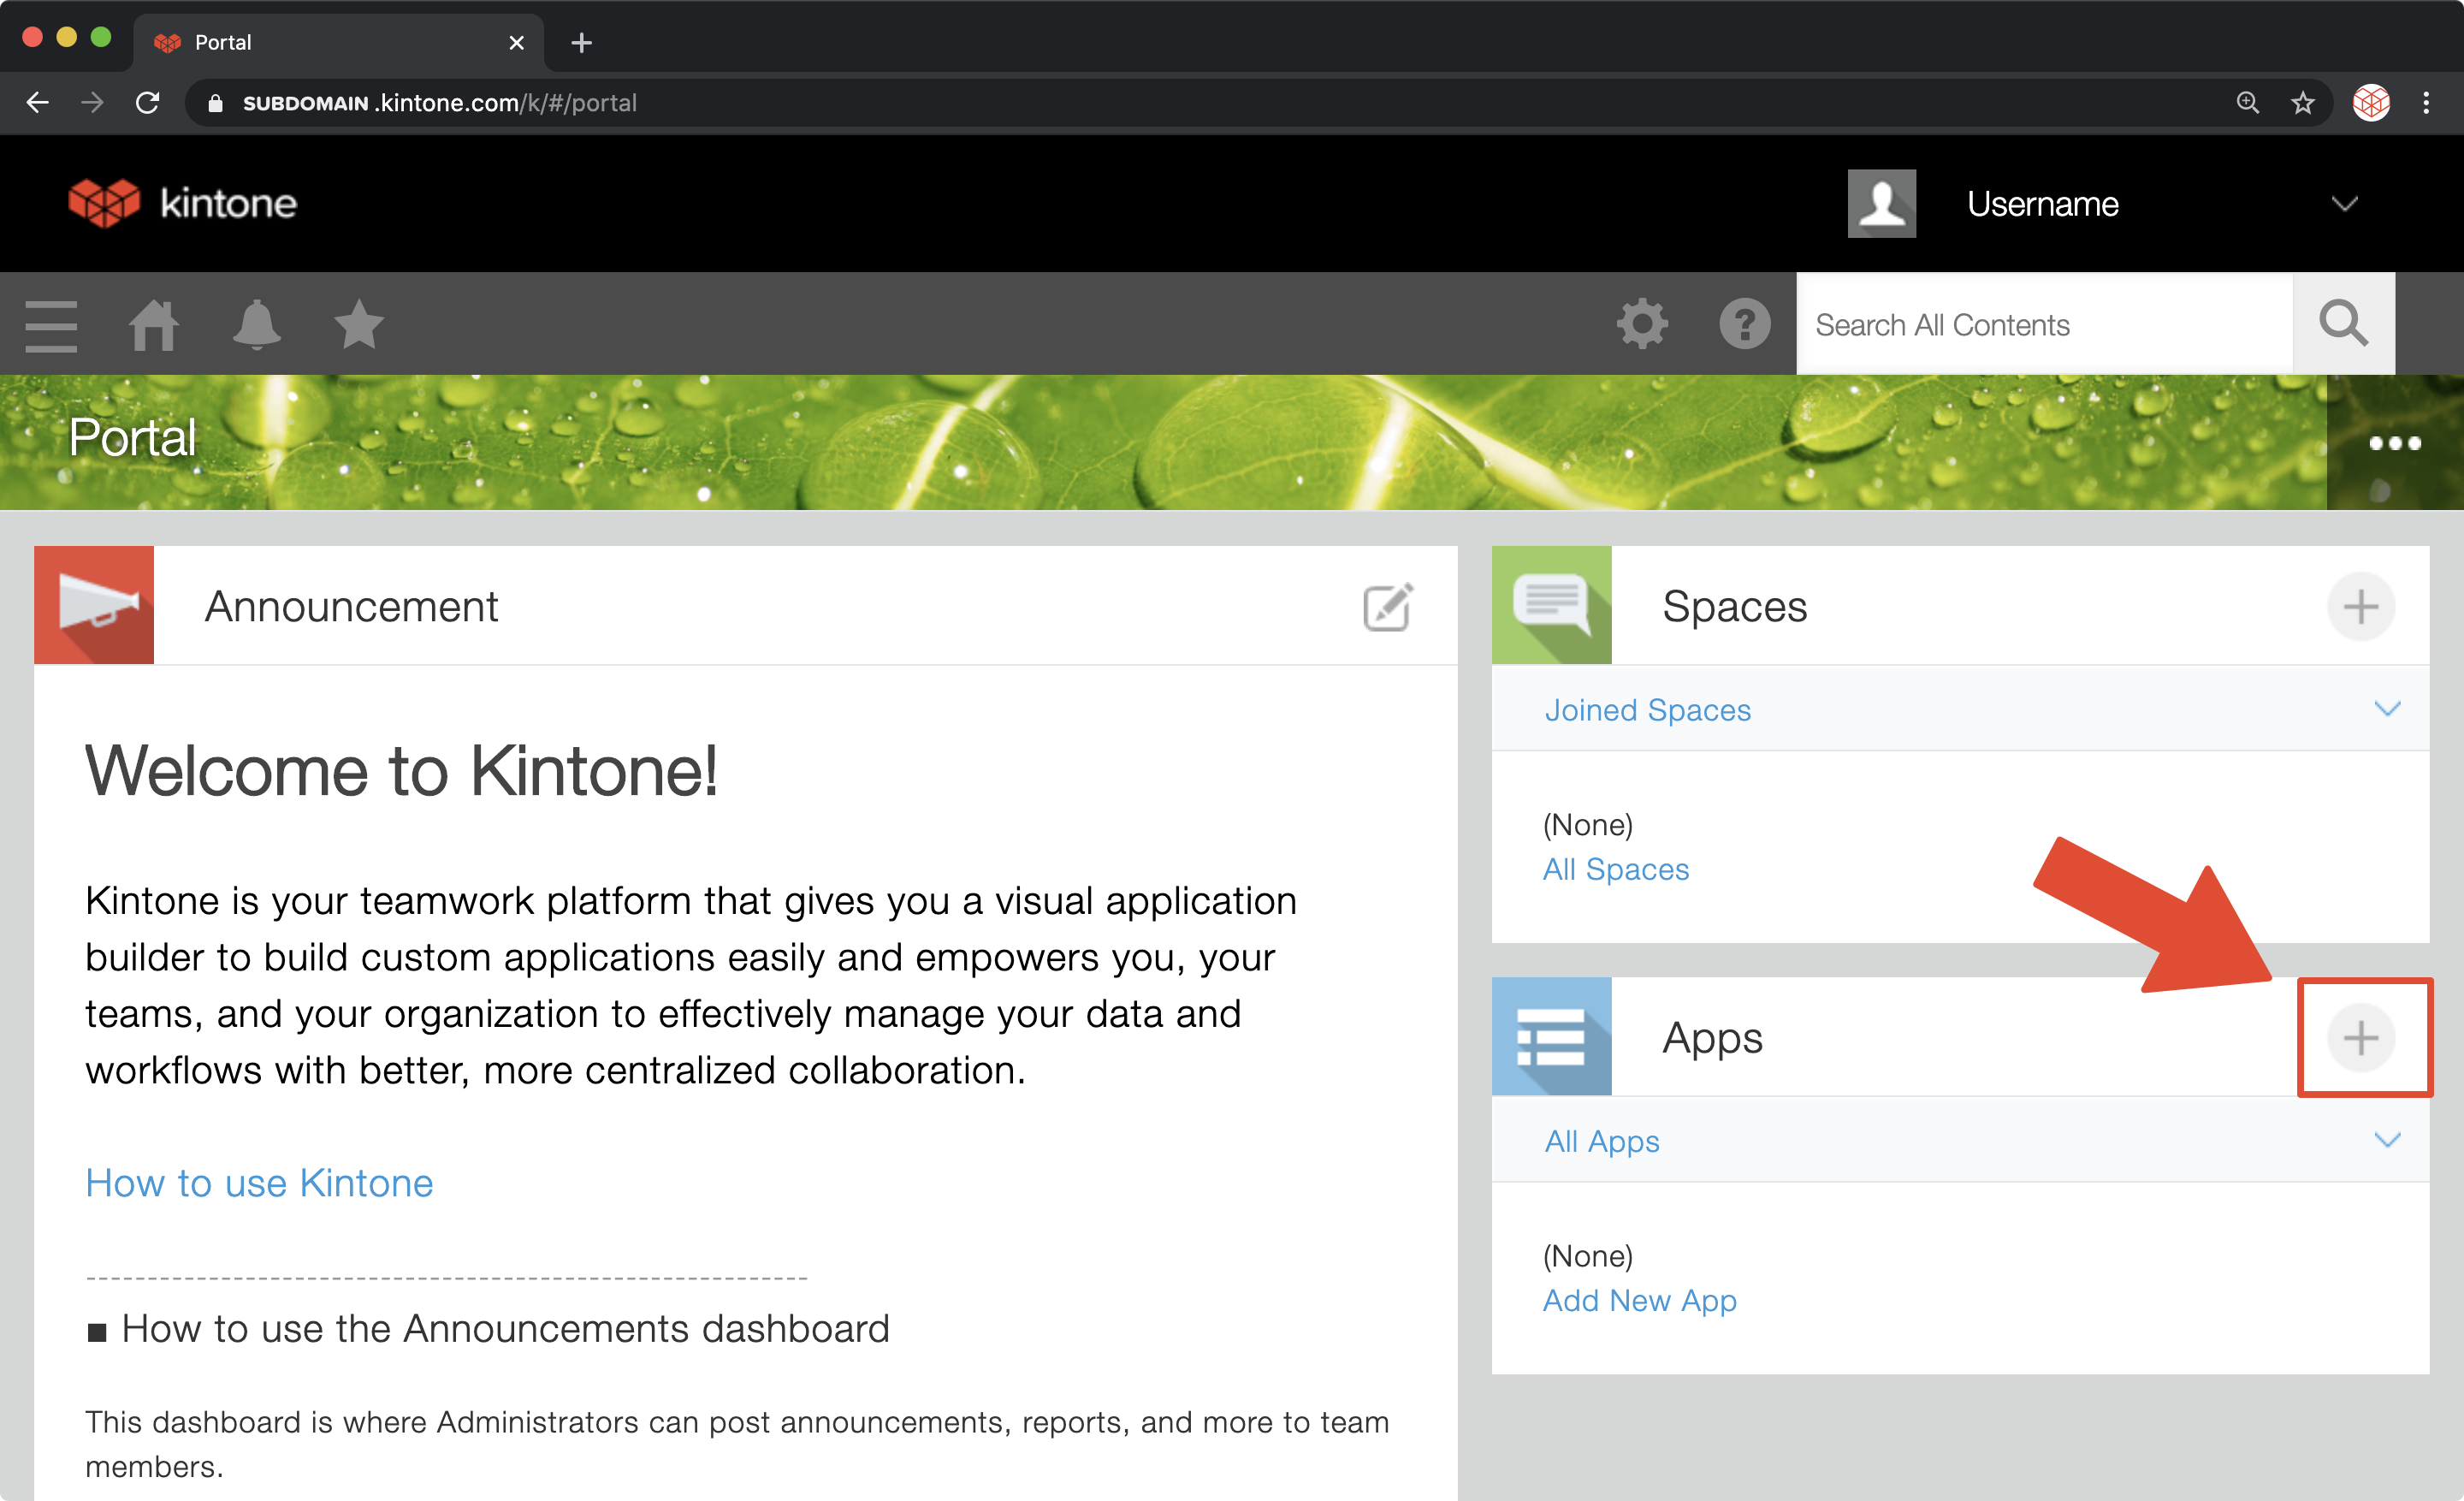 Portal
SUBDOMAIN .kintone.com/k/#/portal
kintone
Username
Search All Contents
Portal
Announcement
Welcome to Kintone!
Kintone is your teamwork platform that gives you a visual application
builder to build custom applications easily and empowers you, your
teams, and your organization to effectively manage your data and
workflows with better, more centralized collaboration.
How to use Kintone
------------------------------------------------------------
■ How to use the Announcements dashboard
This dashboard is where Administrators can post announcements, reports, and more to team
members.
Spaces
Joined Spaces
(None)
All Spaces
Apps
All Apps
(None)
Add New App